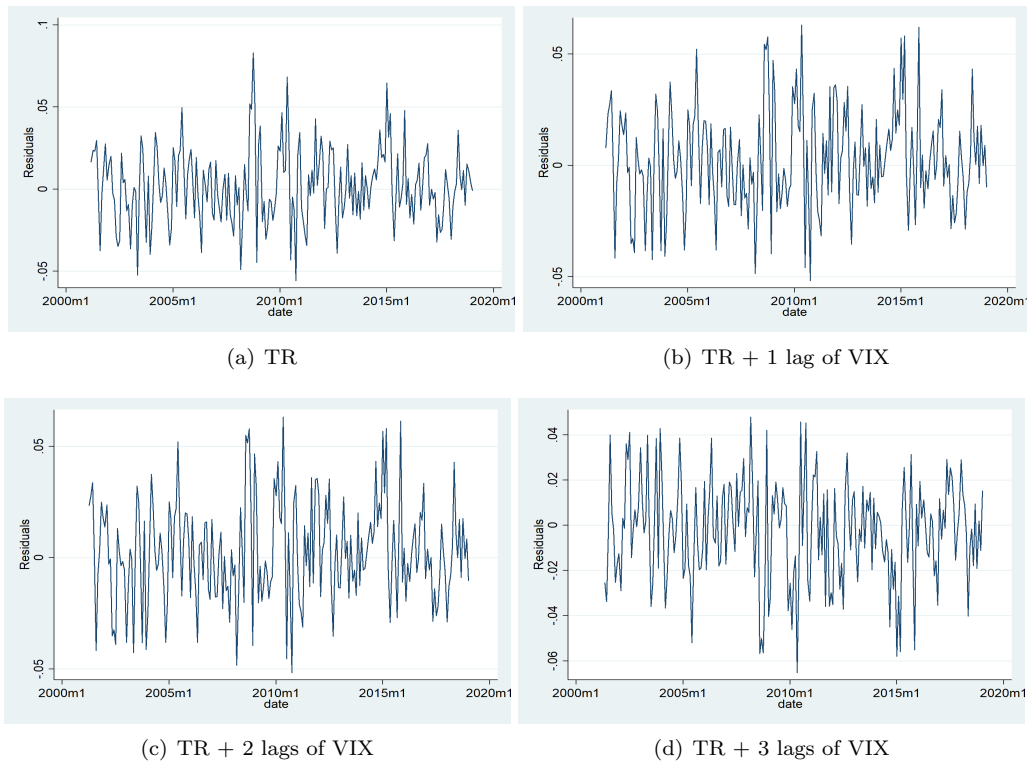 .1
.05
0
-.05
Residuals
2000m1 2005m1 2010m1 2015m1 2020m1
date
(a) TR
.05
0
-.05
Residuals
2000m1 2005m1 2010m1 2015m1 2020m1
date
(b) TR + 1 lag of VIX
.05
0
-.05
Residuals
2000m1 2005m1 2010m1 2015m1 2020m1
date
(c) TR + 2 lags of VIX
.04
.02
0
-.02
-.04
-.06
Residuals
2000m1 2005m1 2010m1 2015m1 2020m1
date
(d) TR + 3 lags of VIX